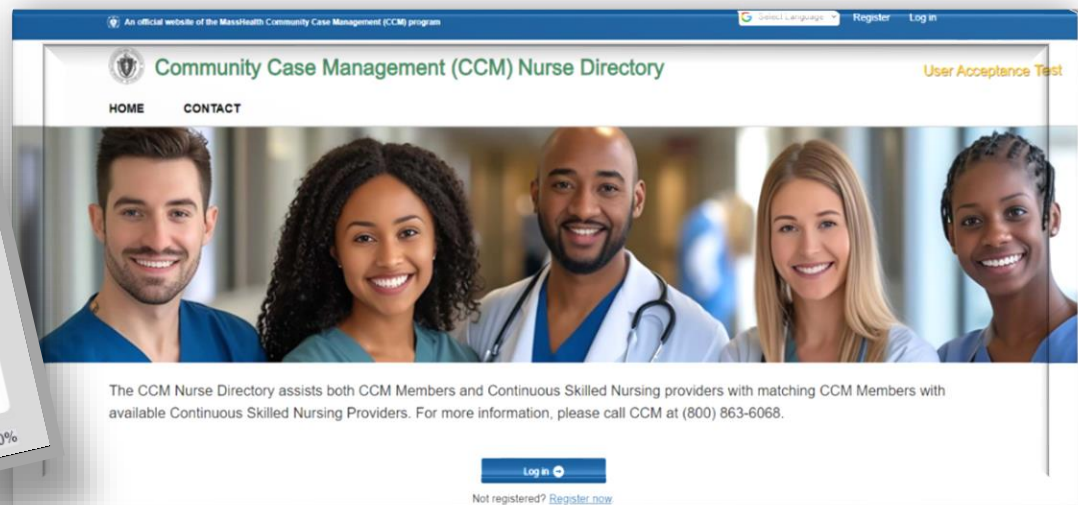 An official website of the MassHealth Community Case Management (CCM) program
Select Language
Register
Log in
Community Case Management (CCM) Nurse Directory
User Acceptance Test
HOME
CONTACT
The CCM Nurse Directory assists both CCM Members and Continuous Skilled Nursing providers with matching CCM Members with
available Continuous Skilled Nursing Providers. For more information, please call CCM at (800) 863-6068.
Log in
Not registered? Register now